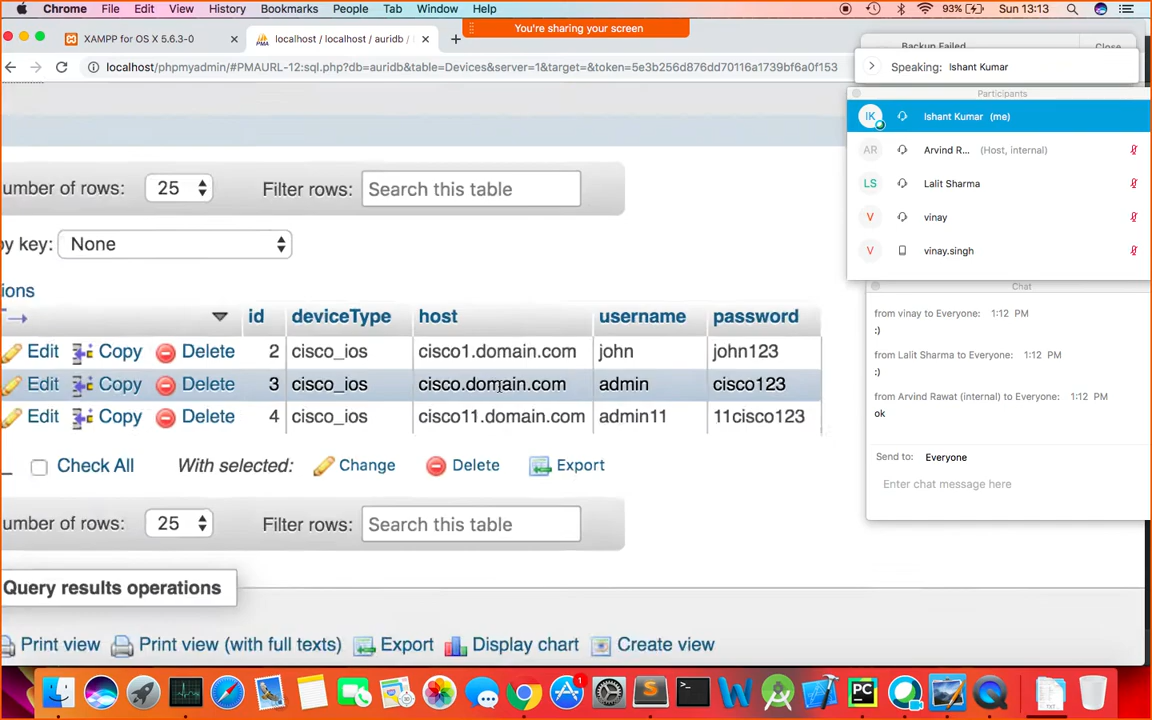 Chrome File Edit View History Bookmarks People Tab Window Help 93% Sun 13:13
You're sharing your screen
XAMPP for OS X 5.6.3-0
localhost / localhost / auridb /
localhost/phpmyadmin/#PMAURL-12:sql.php?db=auridb&table=Devices&server=1&target=&token=5e3b256d876dd70116a1739bf6a0f153
Backup Failed
Close
Speaking: Ishant Kumar
Participants
IK Ishant Kumar (me)
AR Arvind R... (Host, internal)
LS Lalit Sharma
V vinay
V vinay.singh
umber of rows: 25 Filter rows: Search this table
by key: None
ions
id deviceType host username password
Edit Copy Delete 2 cisco_ios cisco1.domain.com john john123
Edit Copy Delete 3 cisco_ios cisco.domain.com admin cisco123
Edit Copy Delete 4 cisco_ios cisco11.domain.com admin11 11cisco123
Check All With selected: Change Delete Export
umber of rows: 25 Filter rows: Search this table
Query results operations
Print view Print view (with full texts) Export Display chart Create view
Chat
from vinay to Everyone: 1:12 PM
:)
from Lalit Sharma to Everyone: 1:12 PM
:)
from Arvind Rawat (internal) to Everyone: 1:12 PM
ok
Send to: Everyone
Enter chat message here
1
PC
TXT